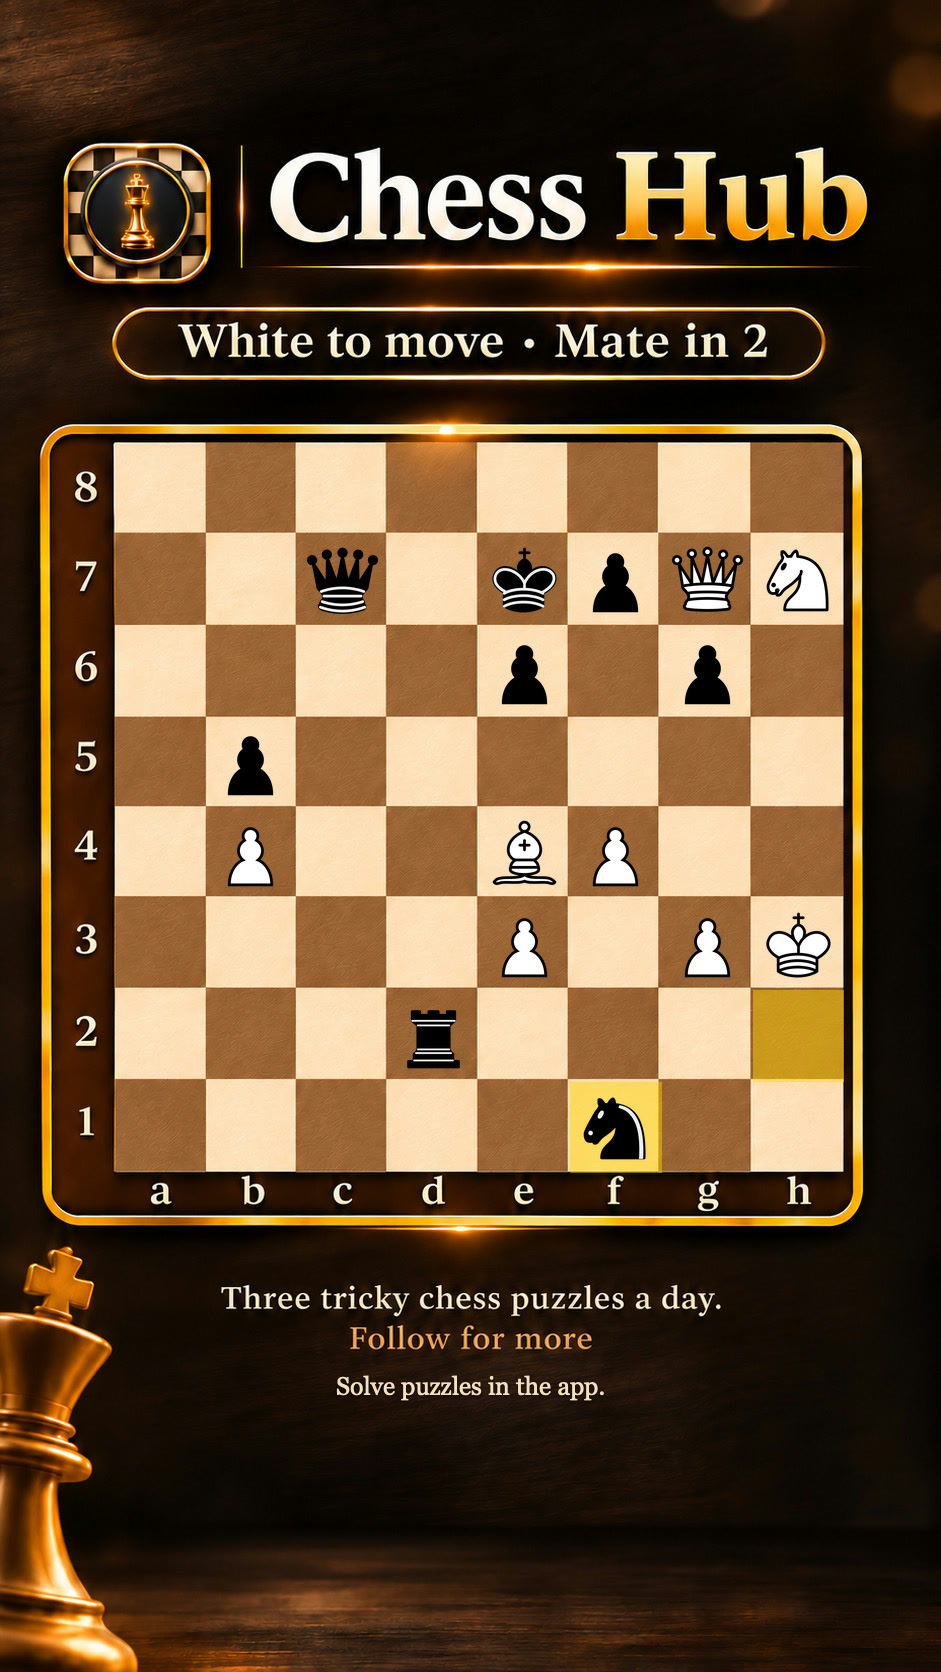 Chess Hub
White to move • Mate in 2
8
7
6
5
4
3
2
1
a b c d e f g h
Three tricky chess puzzles a day.
Follow for more
Solve puzzles in the app.